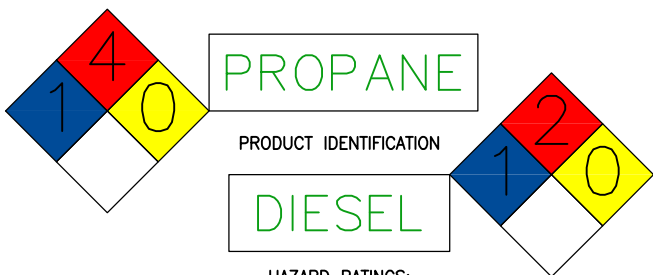 4
1 0
PROPANE
PRODUCT IDENTIFICATION
2
1 0
DIESEL
HAZARD RATINGS: